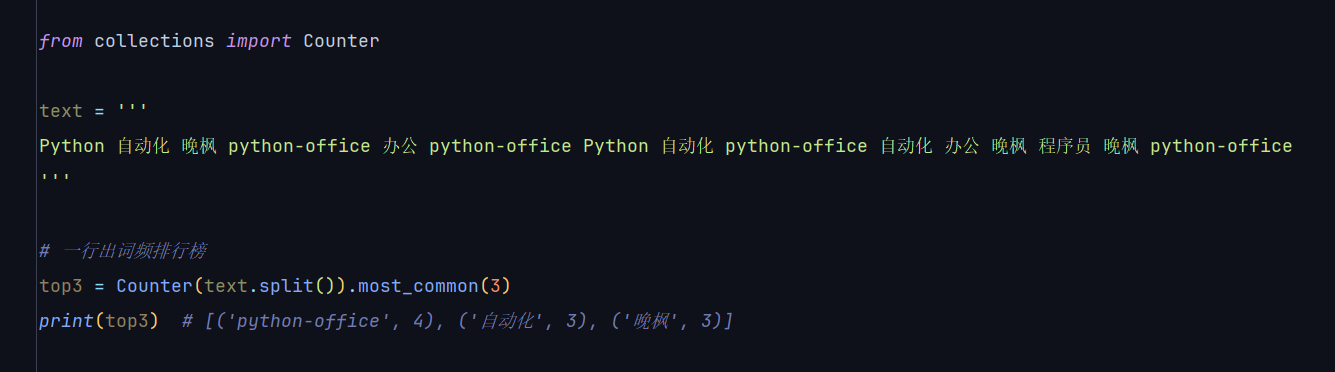 from collections import Counter
text = '''
Python 自动化 晚枫 python-office 办公 python-office Python 自动化 python-office 自动化 办公 晚枫 程序员 晚枫 python-office
'''
# 一行出词频排行榜
top3 = Counter(text.split()).most_common(3)
print(top3)  # [('python-office', 4), ('自动化', 3), ('晚枫', 3)]